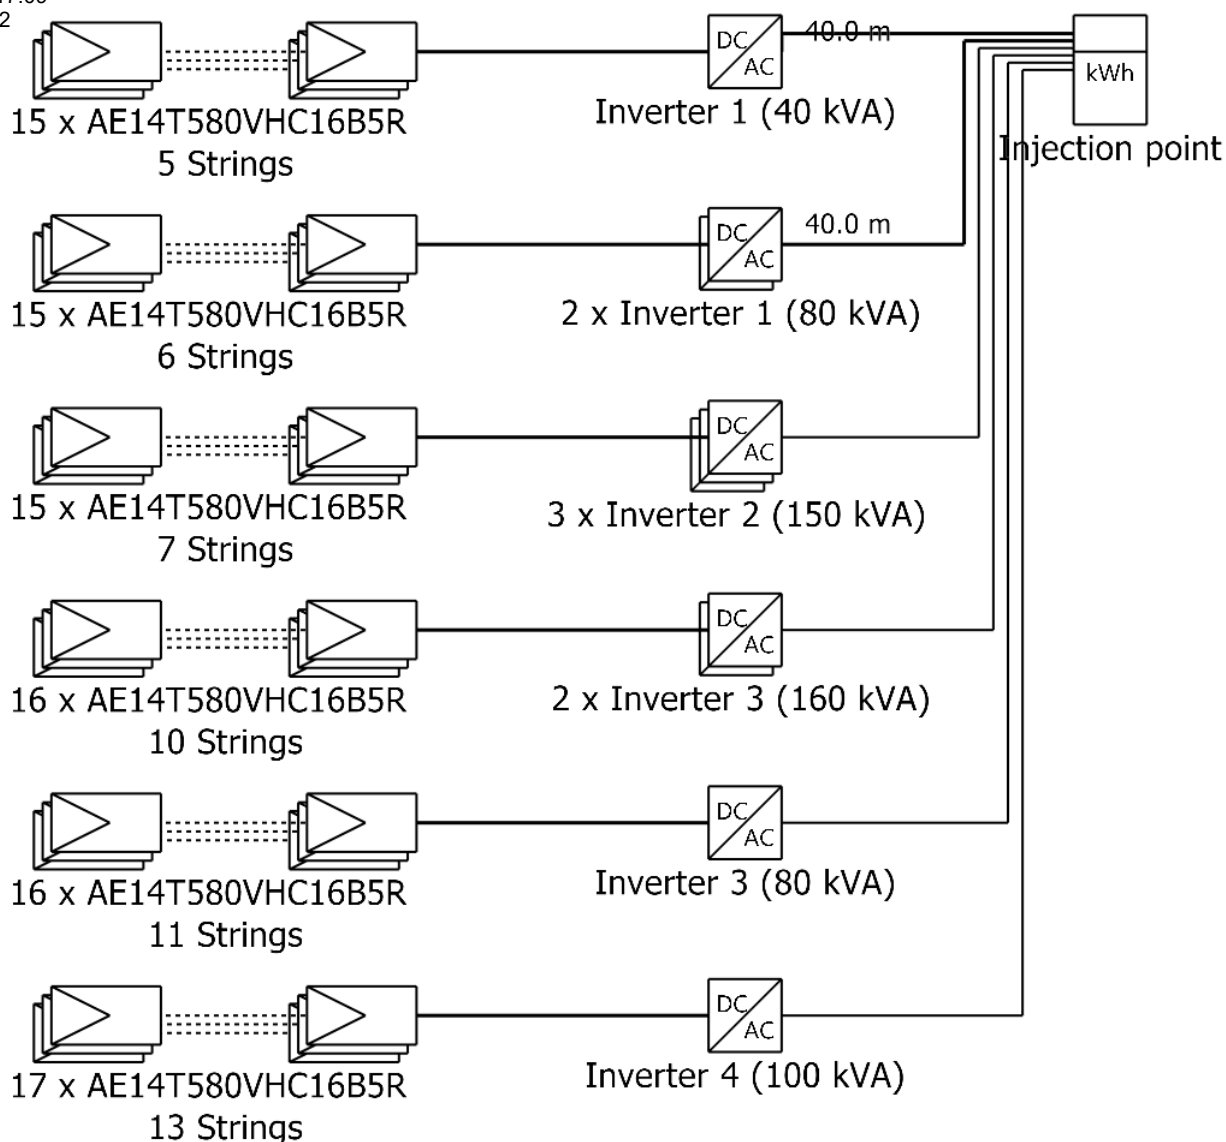 2
DC
AC
40.0 m
kWh
15 x AE14T580VHC16B5R
5 Strings
Inverter 1 (40 kVA)
Injection point
DC
AC
40.0 m
15 x AE14T580VHC16B5R
6 Strings
2 x Inverter 1 (80 kVA)
DC
AC
15 x AE14T580VHC16B5R
7 Strings
3 x Inverter 2 (150 kVA)
DC
AC
16 x AE14T580VHC16B5R
10 Strings
2 x Inverter 3 (160 kVA)
DC
AC
16 x AE14T580VHC16B5R
11 Strings
Inverter 3 (80 kVA)
DC
AC
17 x AE14T580VHC16B5R
13 Strings
Inverter 4 (100 kVA)